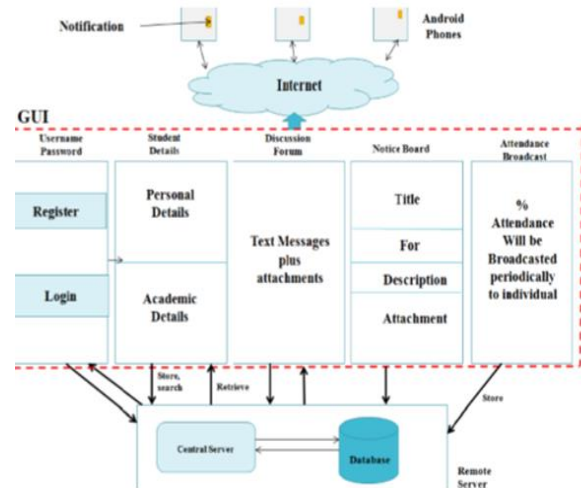 Notification
Android
Phones
Internet
GUI
Username
Password
Student
Details
Discussion
Forum
Notice Board
Attendance
Broadcast
Register
Login
Personal
Details
Academic
Details
Text Messages
plus
attachments
Title
For
Description
Attachment
%
Attendance
Will be
Broadcasted
periodically
to individual
Store,
search
Retrieve
Store
Central Server
Database
Remote
Server